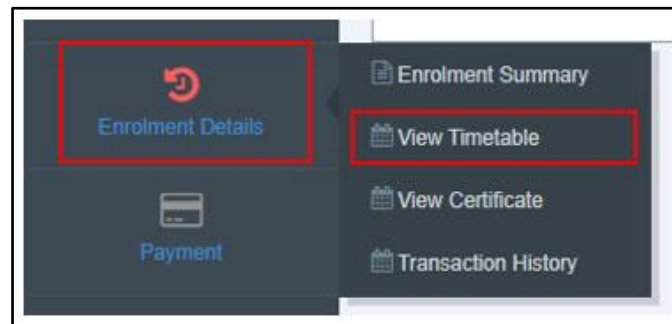 Enrolment Details
Payment
Enrolment Summary
View Timetable
View Certificate
Transaction History